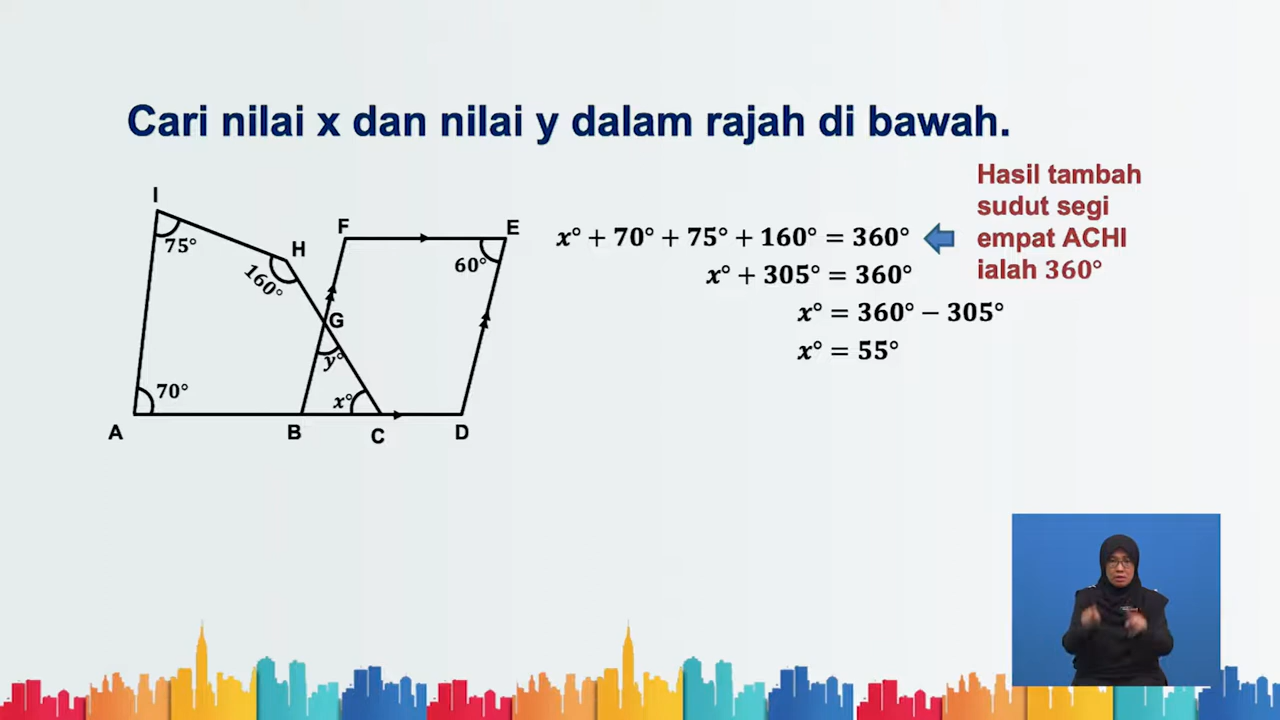 Cari nilai x dan nilai y dalam rajah di bawah.
I
75°
H
160°
F
E
60°
G
y°
70°
x°
A
B
C
D
x° + 70° + 75° + 160° = 360°
x° + 305° = 360°
x° = 360° − 305°
x° = 55°
Hasil tambah
sudut segi
empat ACHI
ialah 360°